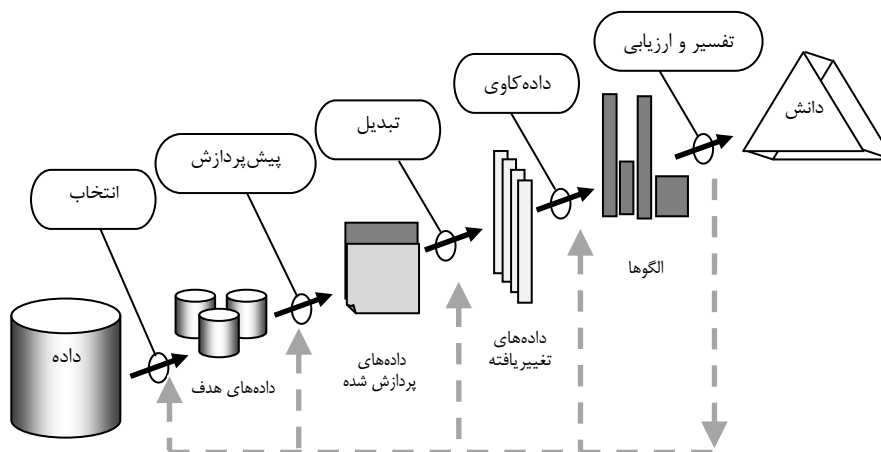 تفسیر و ارزیابی
داده‌کاوی
تبدیل
پیش‌پردازش
انتخاب
دانش
الگوها
داده‌های
تغییریافته
داده‌های
پردازش شده
داده‌های هدف
داده